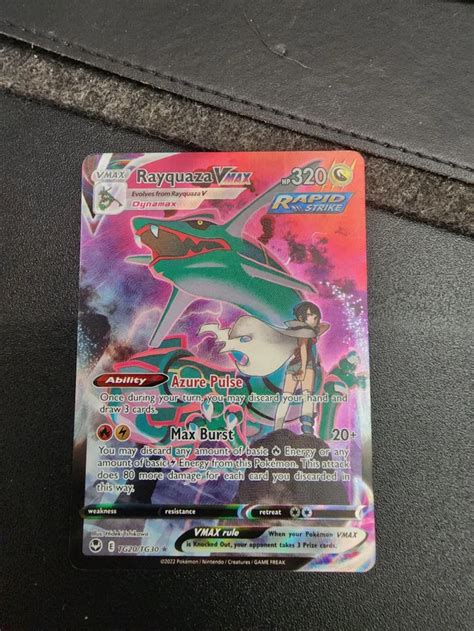 VMAX Rayquaza VMAX HP 320
Evolves from Rayquaza V
Dynamax
RAPID
STRIKE
Ability Azure Pulse
Once during your turn, you may discard your hand and
draw 3 cards.
Max Burst 20+
You may discard any amount of basic Energy or any
amount of basic Energy from this Pokémon. This attack
does 80 more damage for each card you discarded in
this way.
weakness resistance retreat
Illus. Hideki Ishikawa
VMAX rule When your Pokémon VMAX
is Knocked Out, your opponent takes 3 Prize cards.
E TG20/TG30
©2022 Pokémon / Nintendo / Creatures / GAME FREAK